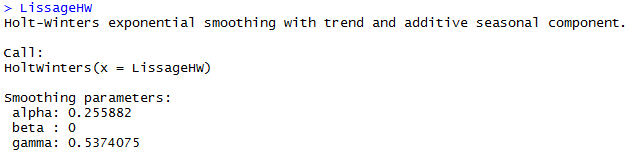 > LissageHW
Holt-Winters exponential smoothing with trend and additive seasonal component.
Call:
HoltWinters(x = LissageHW)
Smoothing parameters:
alpha: 0.255882
beta : 0
gamma: 0.5374075